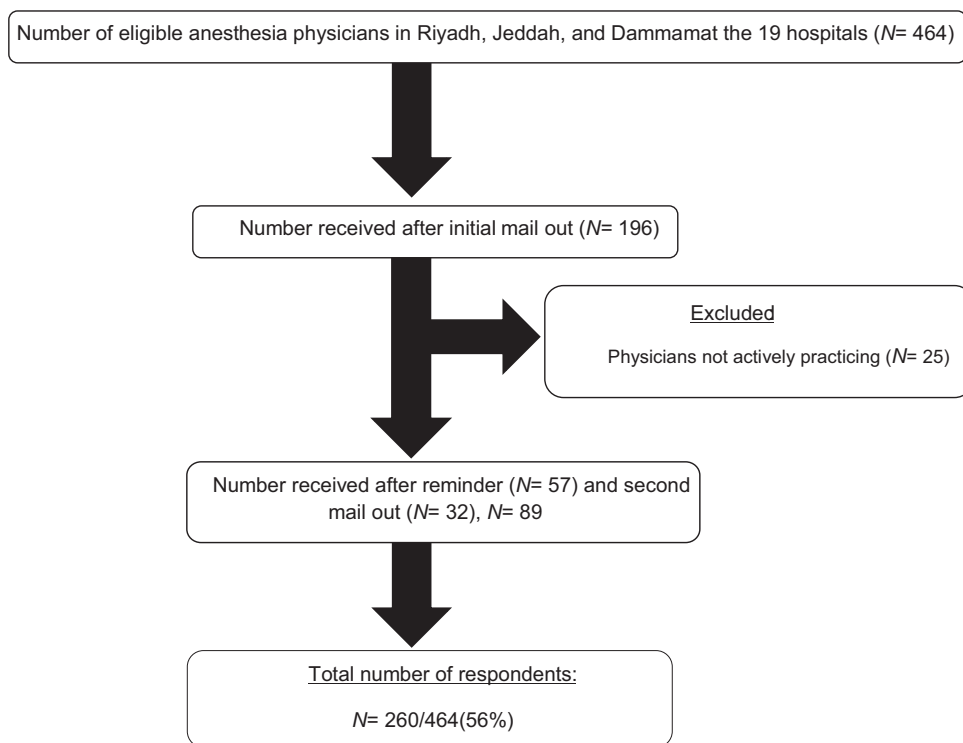 Number of eligible anesthesia physicians in Riyadh, Jeddah, and Dammamat the 19 hospitals (N= 464)
Number received after initial mail out (N= 196)
Excluded
Physicians not actively practicing (N= 25)
Number received after reminder (N= 57) and second
mail out (N= 32), N= 89
Total number of respondents:
N= 260/464(56%)